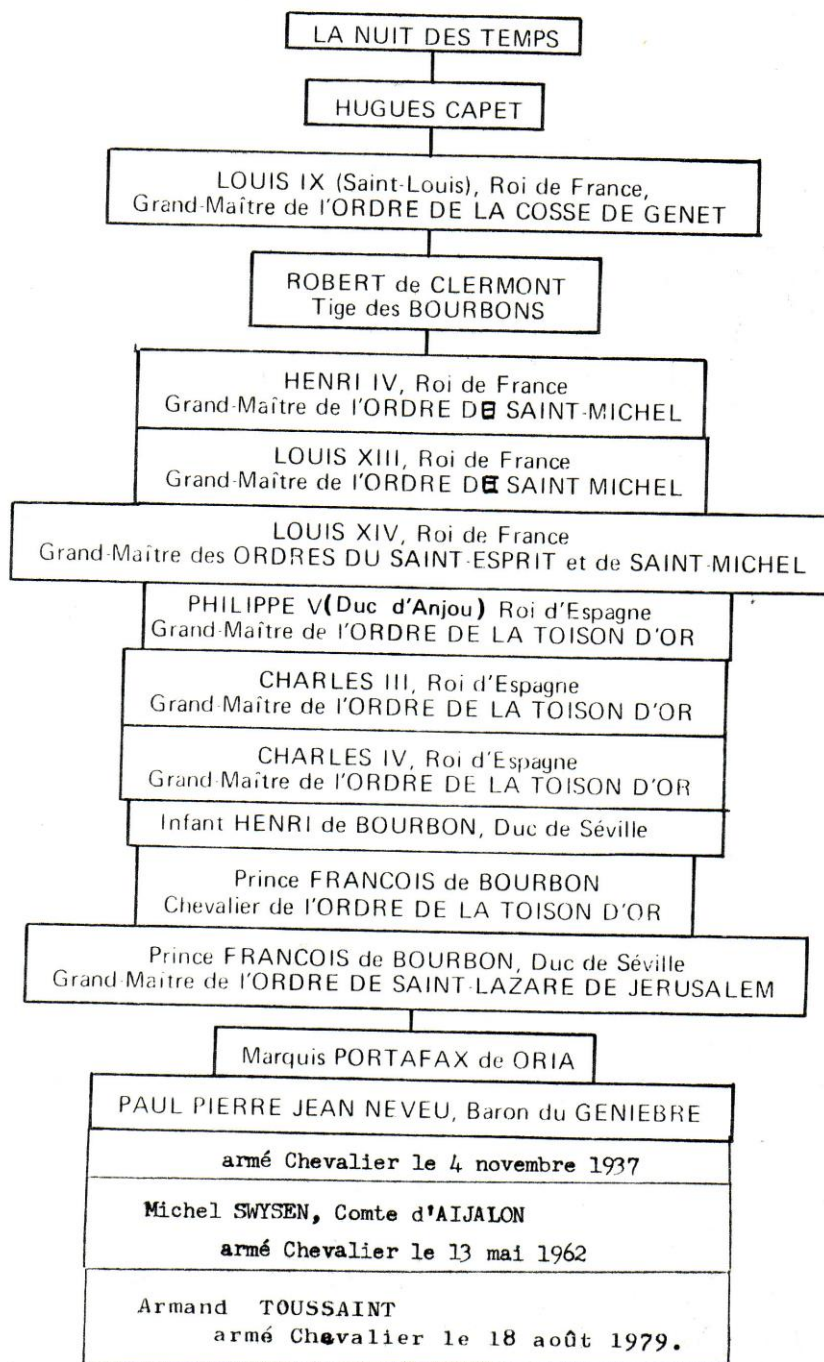 LA NUIT DES TEMPS
HUGUES CAPET
LOUIS IX (Saint-Louis), Roi de France,
Grand-Maître de l'ORDRE DE LA COSSE DE GENET
ROBERT de CLERMONT
Tige des BOURBONS
HENRI IV, Roi de France
Grand-Maître de l'ORDRE DE SAINT-MICHEL
LOUIS XIII, Roi de France
Grand-Maître de l'ORDRE DE SAINT MICHEL
LOUIS XIV, Roi de France
Grand-Maître des ORDRES DU SAINT-ESPRIT et de SAINT-MICHEL
PHILIPPE V(Duc d'Anjou) Roi d'Espagne
Grand-Maître de l'ORDRE DE LA TOISON D'OR
CHARLES III, Roi d'Espagne
Grand-Maître de l'ORDRE DE LA TOISON D'OR
CHARLES IV, Roi d'Espagne
Grand-Maître de l'ORDRE DE LA TOISON D'OR
Infant HENRI de BOURBON, Duc de Séville
Prince FRANCOIS de BOURBON
Chevalier de l'ORDRE DE LA TOISON D'OR
Prince FRANCOIS de BOURBON, Duc de Séville
Grand-Maître de l'ORDRE DE SAINT-LAZARE DE JERUSALEM
Marquis PORTAFAX de ORIA
PAUL PIERRE JEAN NEVEU, Baron du GENIEBRE
armé Chevalier le 4 novembre 1937
Michel SWYSEN, Comte d'AIJALON
armé Chevalier le 13 mai 1962
Armand TOUSSAINT
armé Chevalier le 18 août 1979.